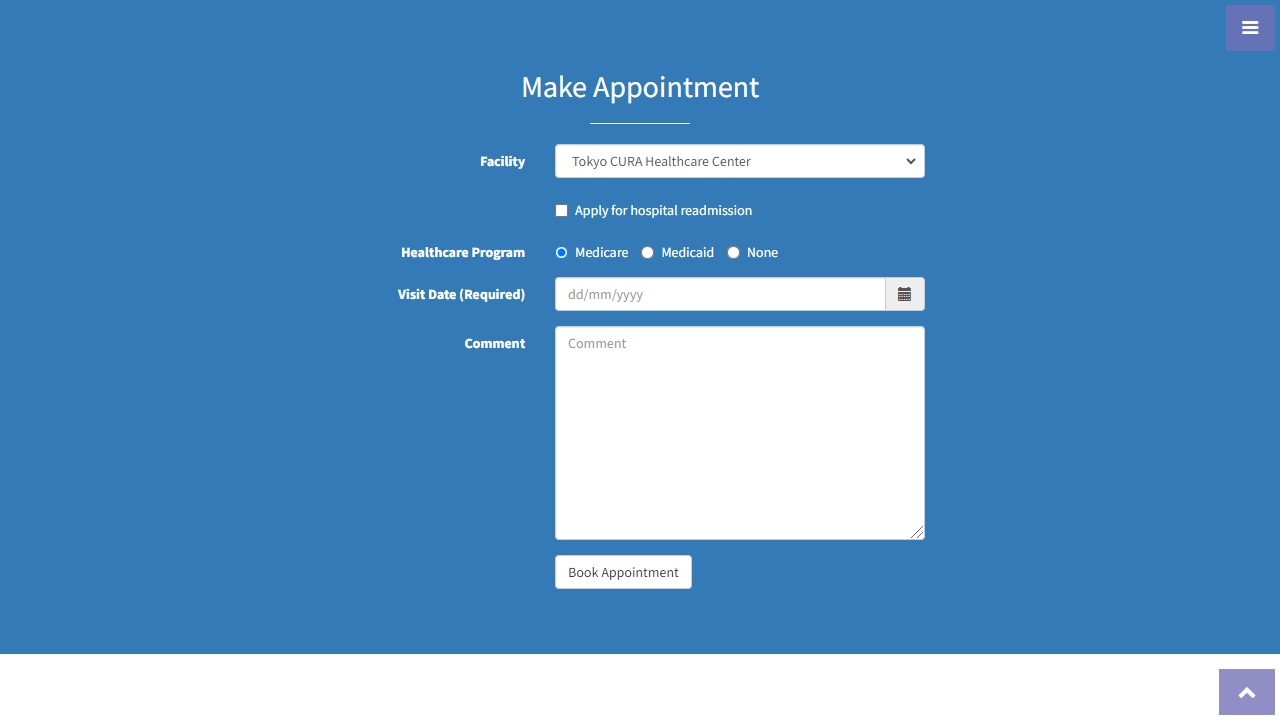 Make Appointment
Facility
Tokyo CURA Healthcare Center
Apply for hospital readmission
Healthcare Program
Medicare Medicaid None
Visit Date (Required)
dd/mm/yyyy
Comment
Comment
Book Appointment